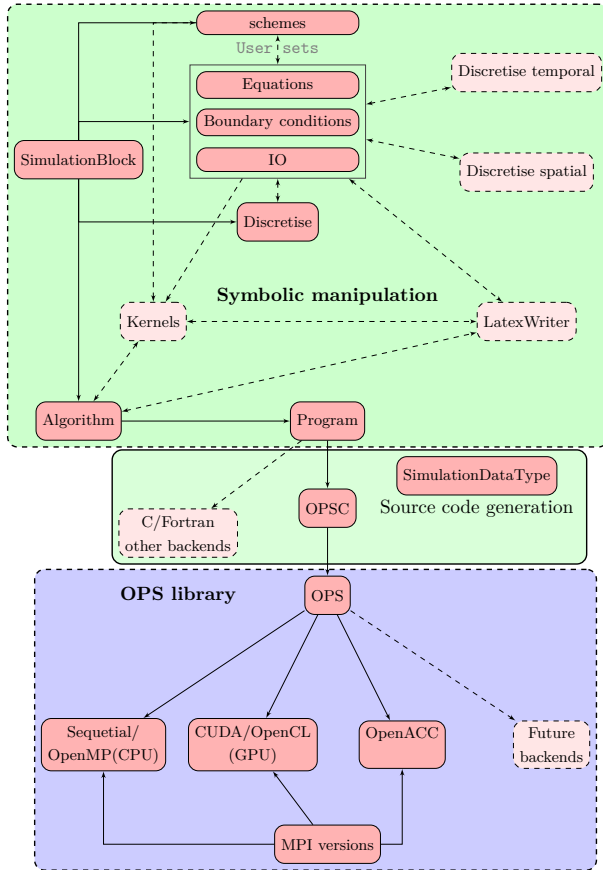 schemes
User sets
Equations
Discretise temporal
Boundary conditions
SimulationBlock
IO
Discretise spatial
Discretise
Symbolic manipulation
Kernels
LatexWriter
Algorithm
Program
SimulationDataType
OPSC
Source code generation
C/Fortran
other backends
OPS library
OPS
Sequetial/
OpenMP(CPU)
CUDA/OpenCL
(GPU)
OpenACC
Future
backends
MPI versions